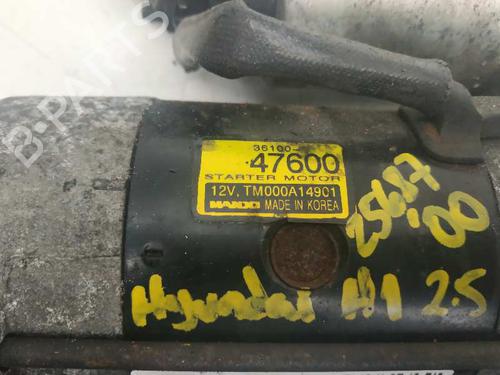 B-PARTS
36100-
47600
STARTER MOTOR
12V, TM000A14901
MANDO MADE IN KOREA
25687
,00
Hyundai H1 2.5